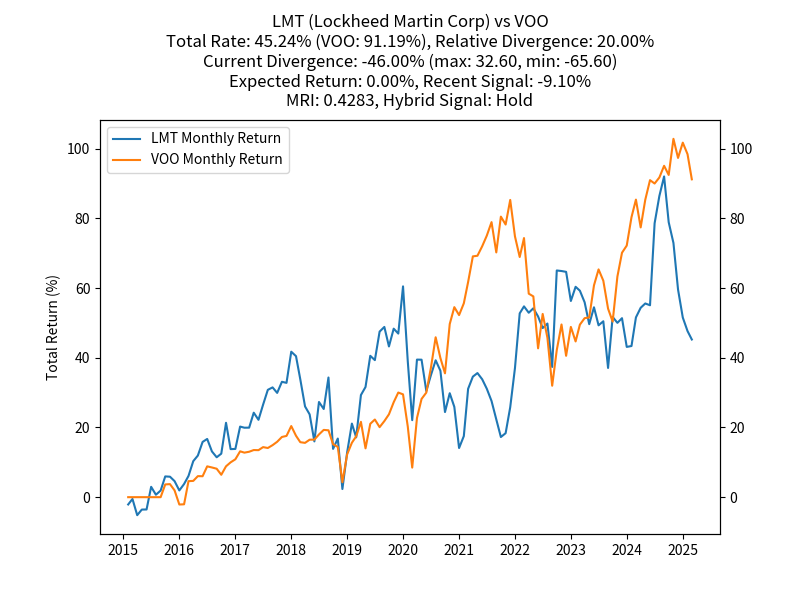 LMT (Lockheed Martin Corp) vs VOO
Total Rate: 45.24% (VOO: 91.19%), Relative Divergence: 20.00%
Current Divergence: -46.00% (max: 32.60, min: -65.60)
Expected Return: 0.00%, Recent Signal: -9.10%
MRI: 0.4283, Hybrid Signal: Hold
LMT Monthly Return
VOO Monthly Return
Total Return (%)
100 100
80 80
60 60
40 40
20 20
0 0
2015 2016 2017 2018 2019 2020 2021 2022 2023 2024 2025